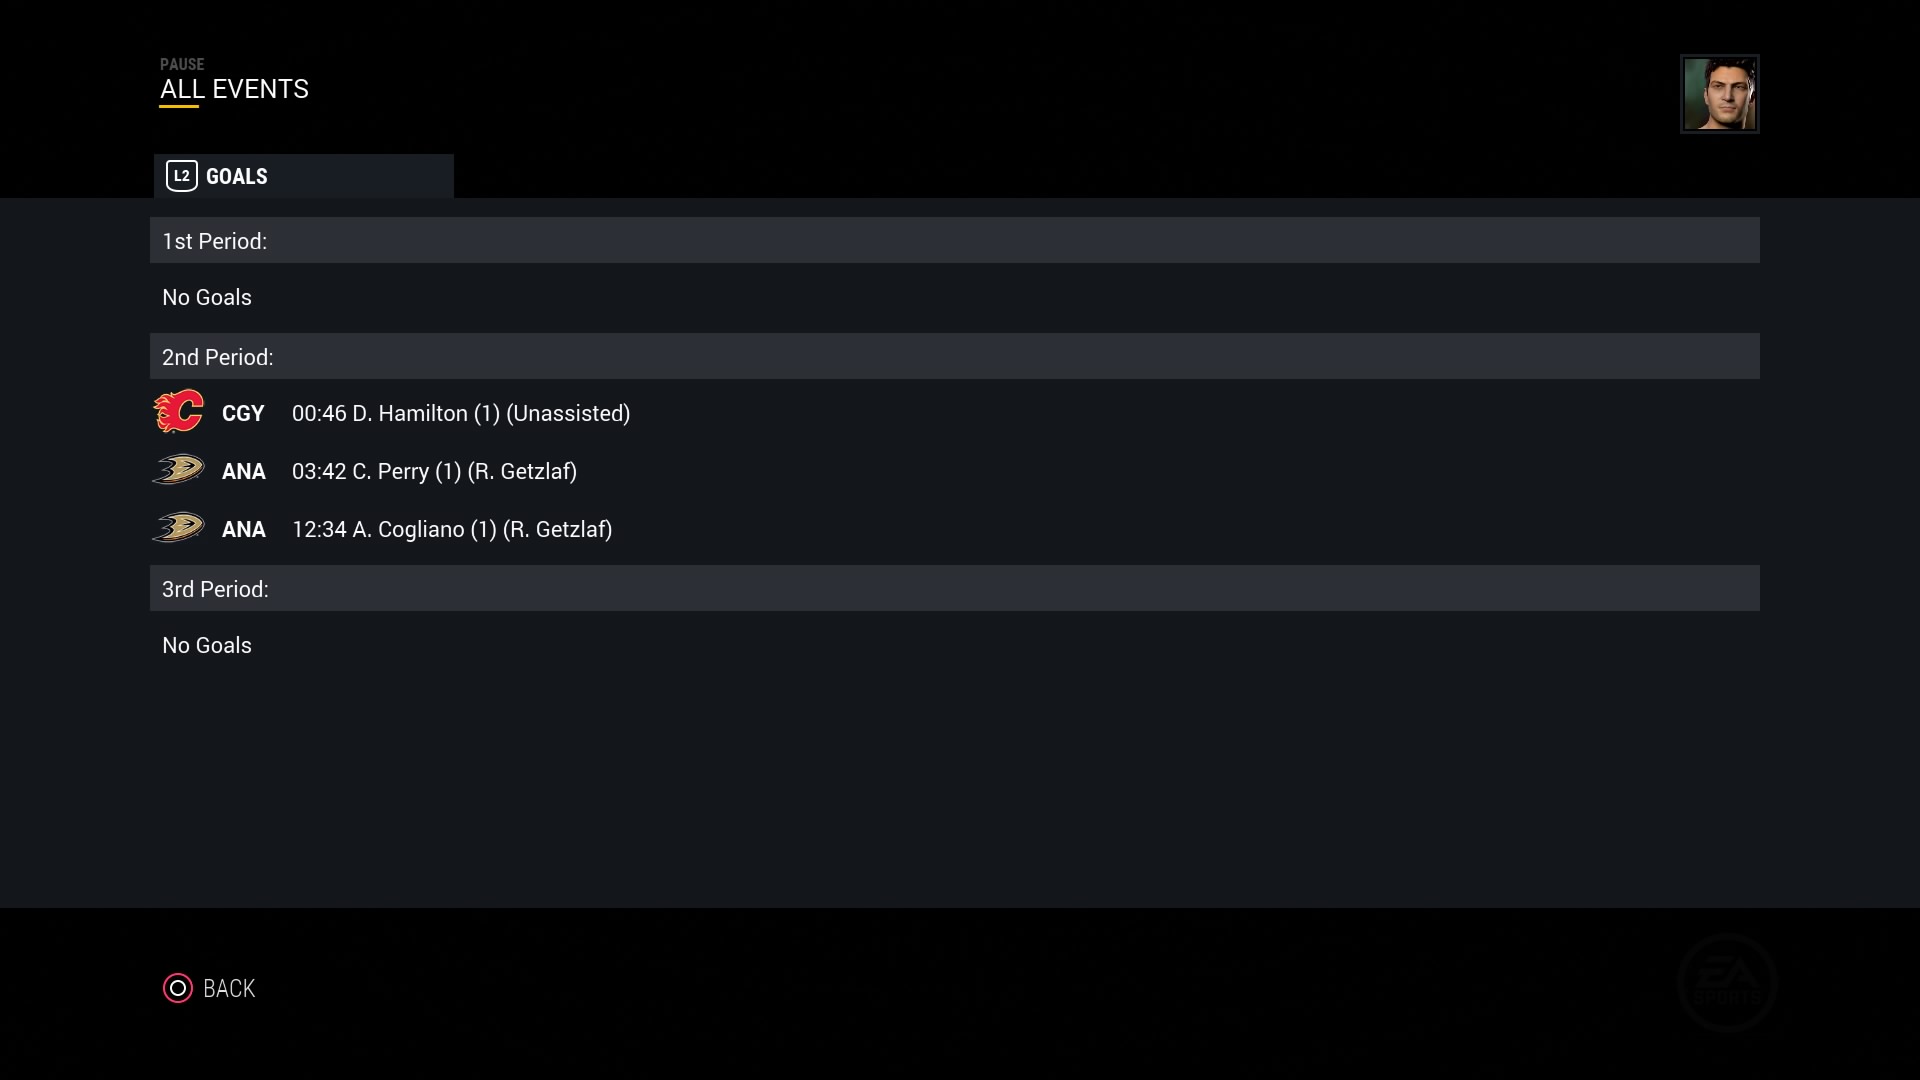 PAUSE
ALL EVENTS
L2 GOALS
1st Period:
No Goals
2nd Period:
CGY 00:46 D. Hamilton (1) (Unassisted)
ANA 03:42 C. Perry (1) (R. Getzlaf)
ANA 12:34 A. Cogliano (1) (R. Getzlaf)
3rd Period:
No Goals
BACK
EA
SPORTS